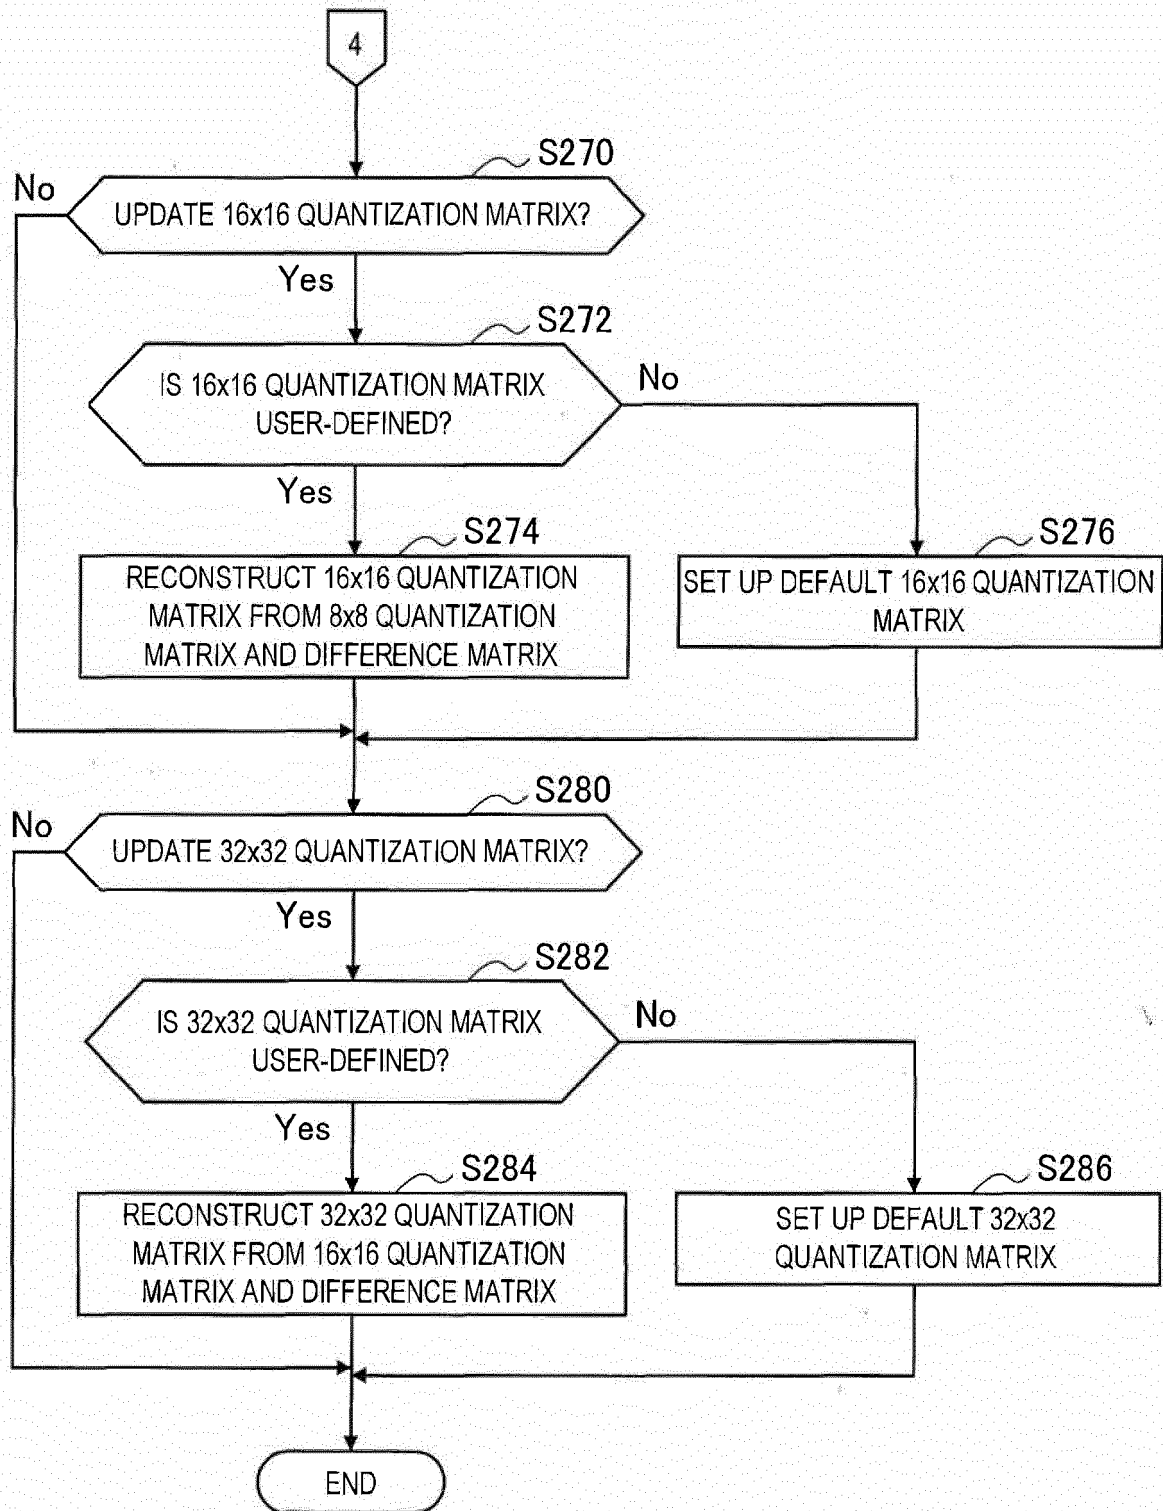 4
S270
No
UPDATE 16x16 QUANTIZATION MATRIX?
Yes
S272
IS 16x16 QUANTIZATION MATRIX
USER-DEFINED?
No
Yes
S274
RECONSTRUCT 16x16 QUANTIZATION
MATRIX FROM 8x8 QUANTIZATION
MATRIX AND DIFFERENCE MATRIX
S276
SET UP DEFAULT 16x16 QUANTIZATION
MATRIX
S280
No
UPDATE 32x32 QUANTIZATION MATRIX?
Yes
S282
IS 32x32 QUANTIZATION MATRIX
USER-DEFINED?
No
Yes
S284
RECONSTRUCT 32x32 QUANTIZATION
MATRIX FROM 16x16 QUANTIZATION
MATRIX AND DIFFERENCE MATRIX
S286
SET UP DEFAULT 32x32
QUANTIZATION MATRIX
END